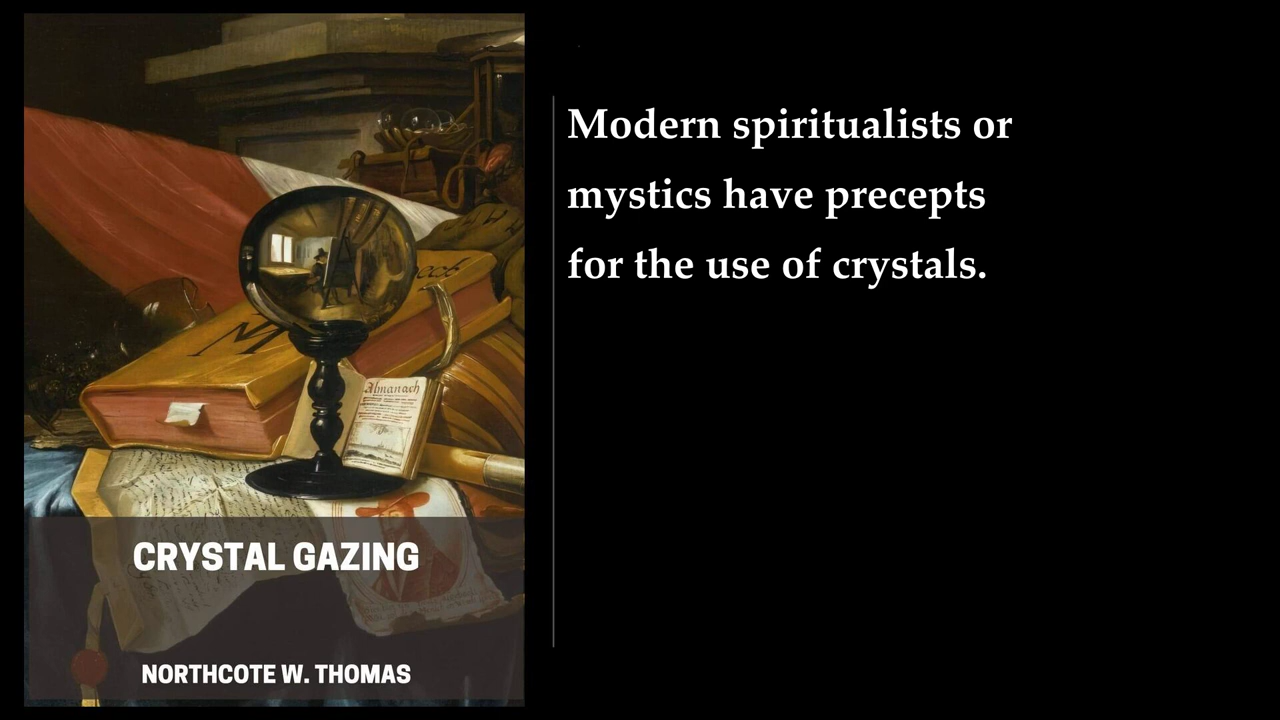 Modern spiritualists or
mystics have precepts
for the use of crystals.
M
Almanach
CRYSTAL GAZING
NORTHCOTE W. THOMAS